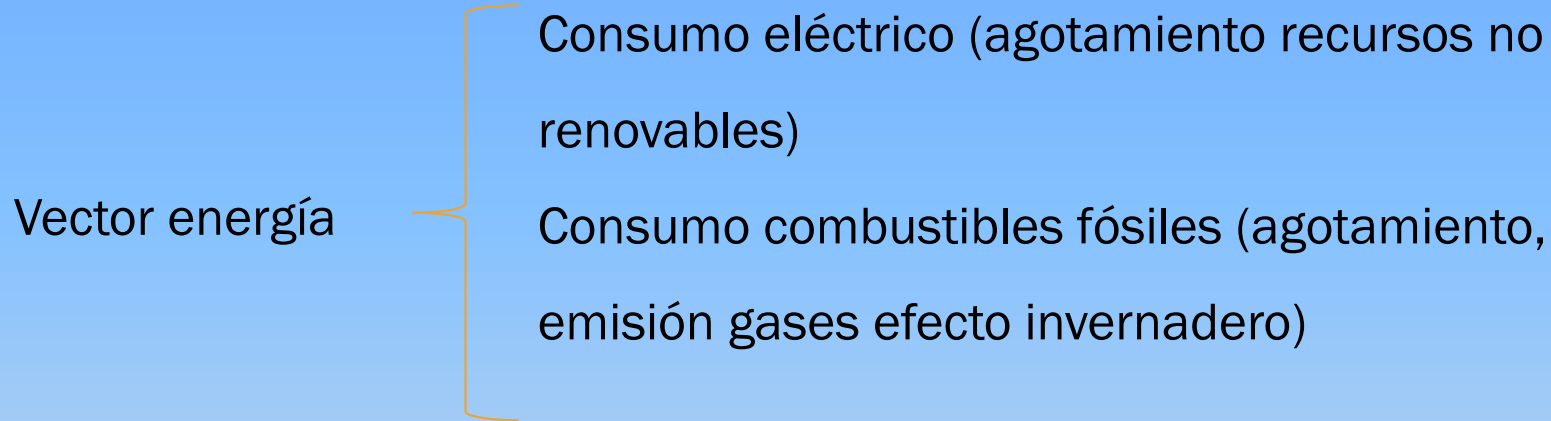 Consumo eléctrico (agotamiento recursos no
renovables)
Vector energía
Consumo combustibles fósiles (agotamiento,
emisión gases efecto invernadero)